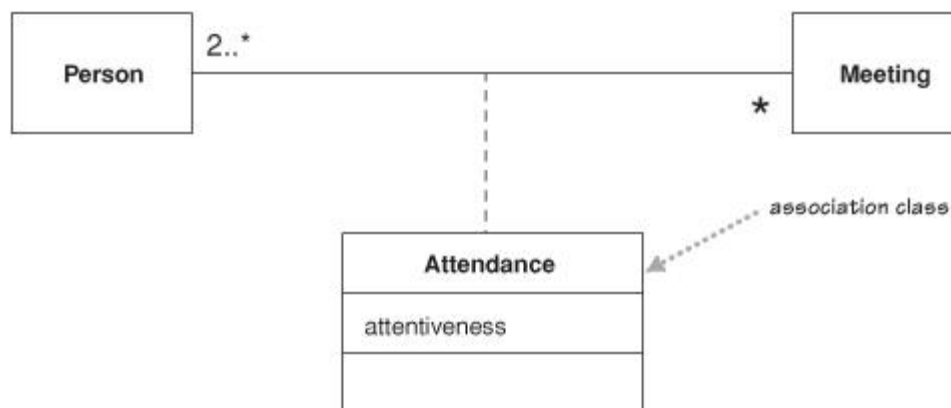 2..*
Person
Meeting
*
association class
Attendance
attentiveness